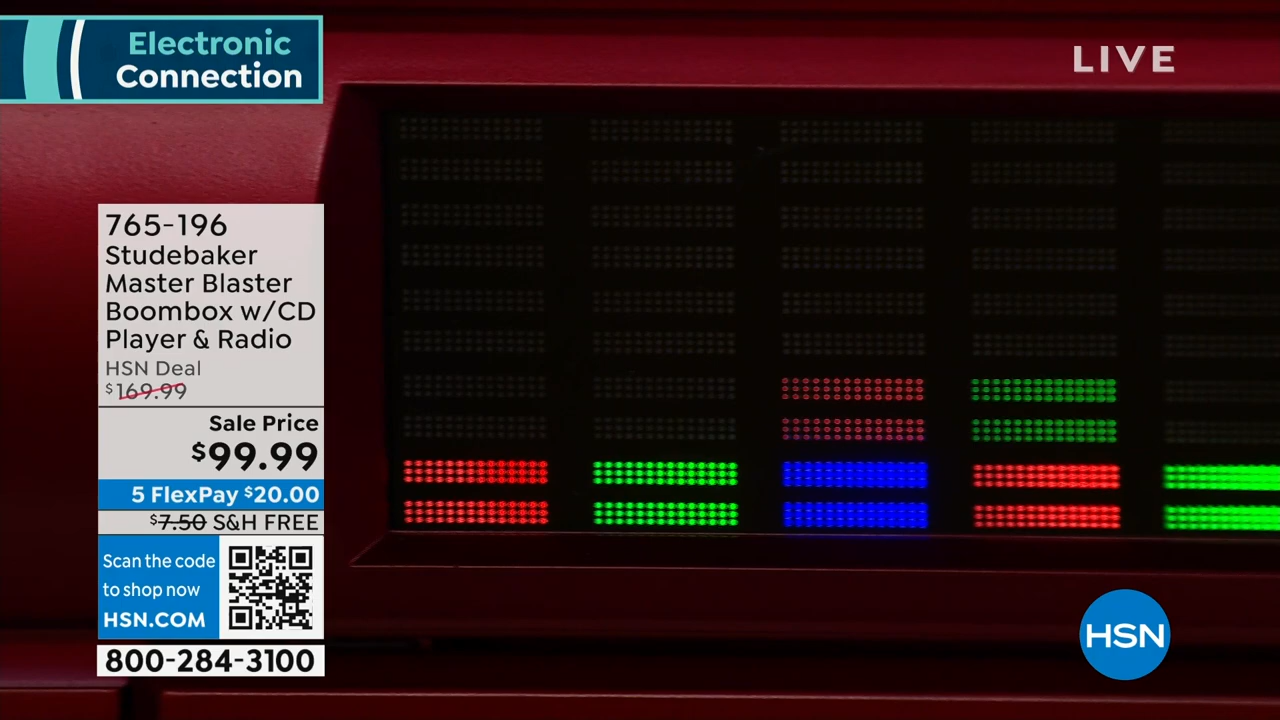 Electronic
Connection
LIVE
765-196
Studebaker
Master Blaster
Boombox w/CD
Player & Radio
HSN Deal
$169.99
Sale Price
$99.99
5 FlexPay $20.00
$7.50 S&H FREE
Scan the code
to shop now
HSN.COM
800-284-3100
HSN